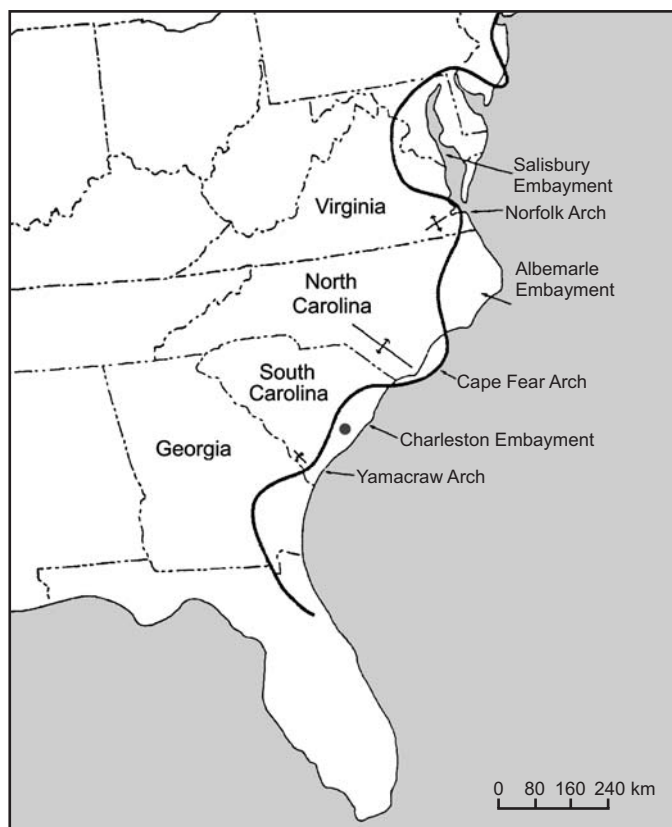 Salisbury
Embayment
Virginia
Norfolk Arch
North
Carolina
Albemarle
Embayment
South
Carolina
Cape Fear Arch
Georgia
Charleston Embayment
Yamacraw Arch
0 80 160 240 km